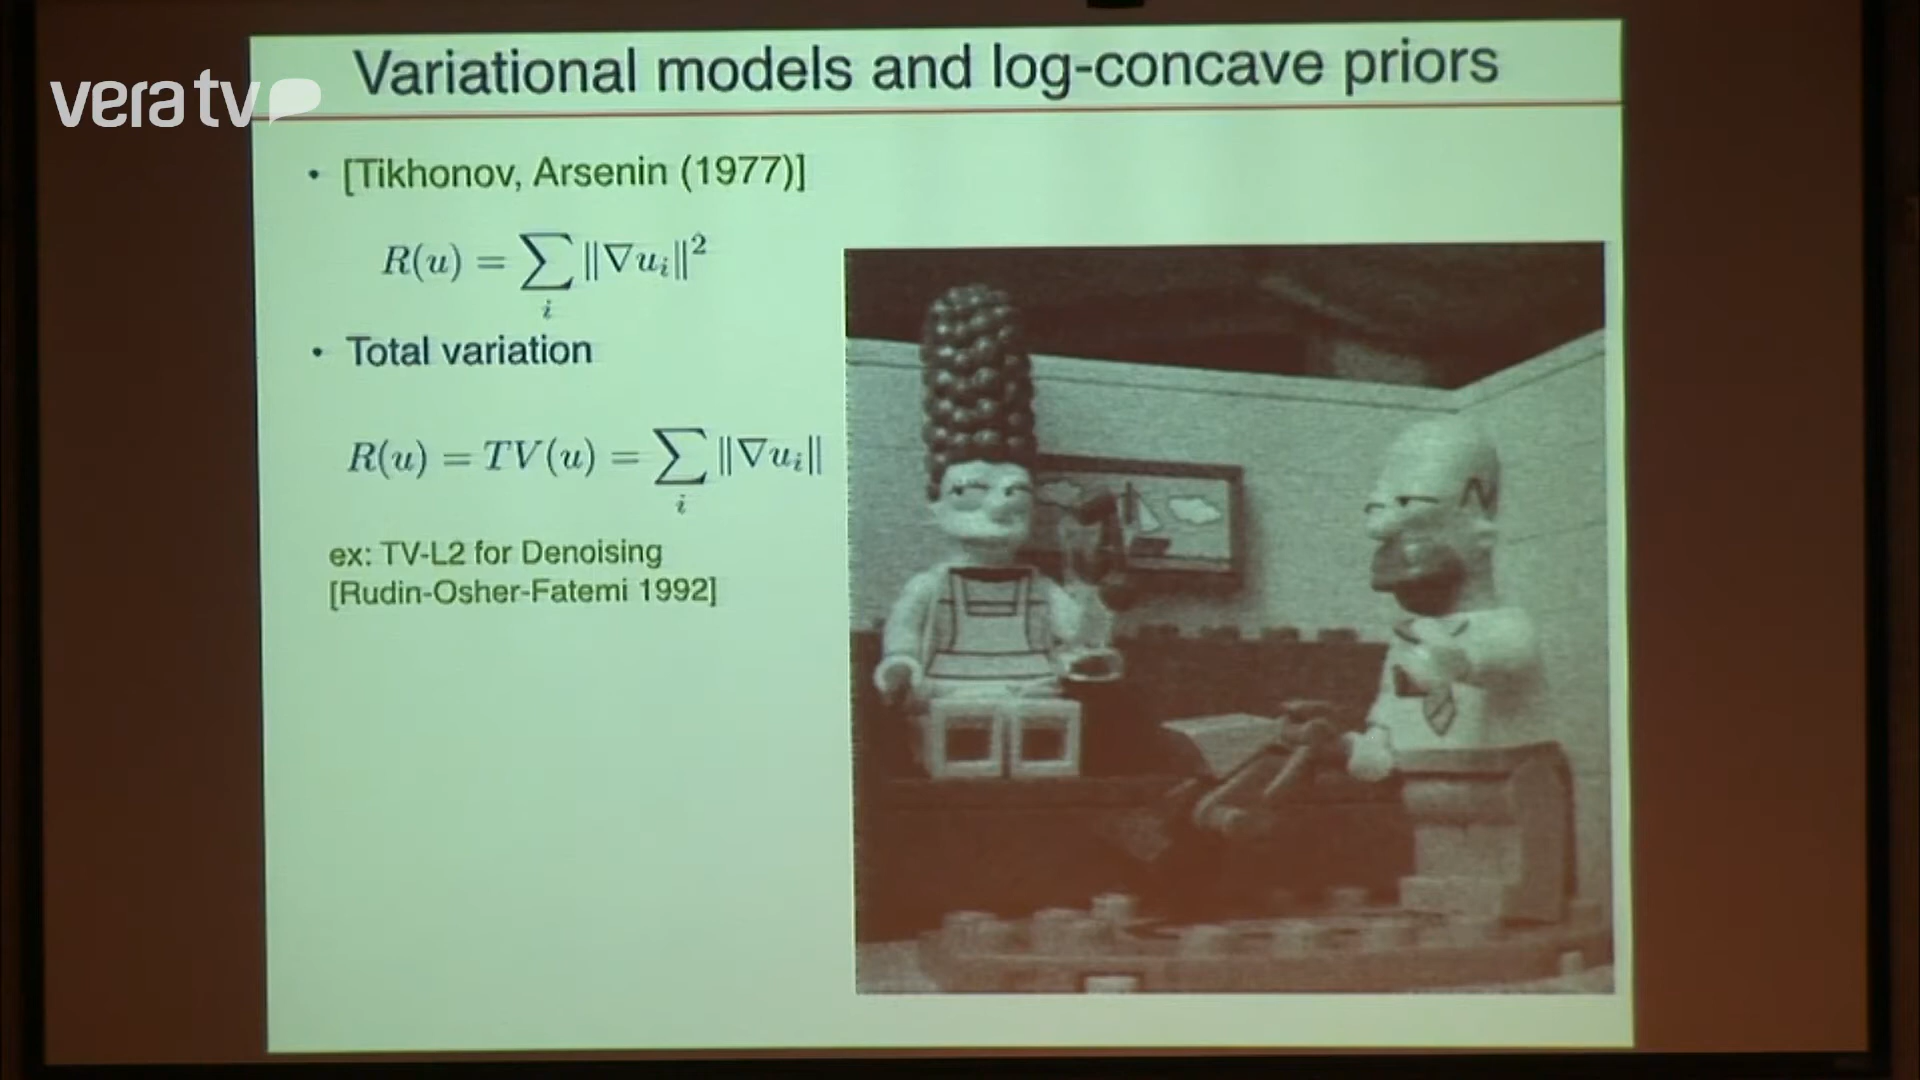 vera tv
Variational models and log-concave priors
• [Tikhonov, Arsenin (1977)]
R(u) = ∑_i ‖∇u_i‖²
• Total variation
R(u) = TV(u) = ∑_i ‖∇u_i‖
ex: TV-L2 for Denoising
[Rudin-Osher-Fatemi 1992]